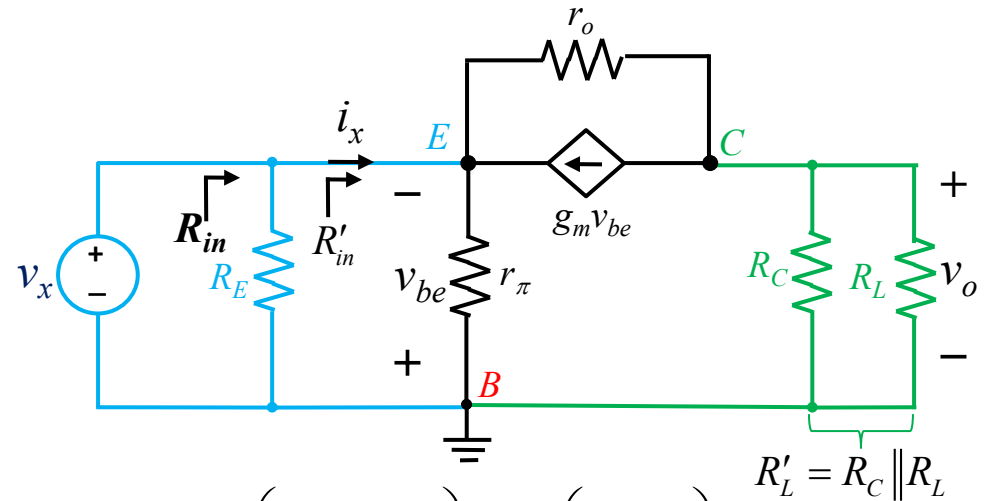 r_o
i_x
E
C
R_in
R'_in
−
g_m v_be
+
v_x
+
−
R_E
v_be
r_π
R_C
R_L
v_o
+
−
B
R'_L = R_C ‖ R_L